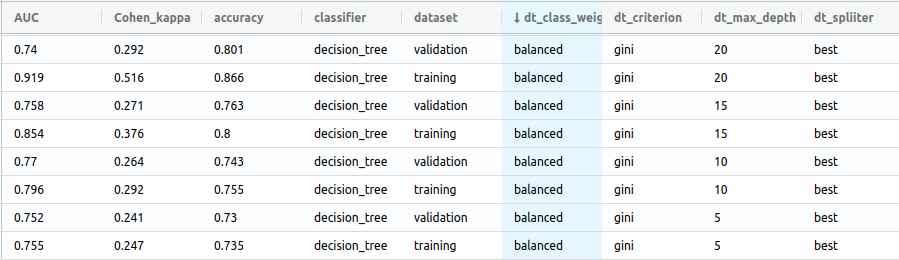 AUC Cohen_kappa accuracy classifier dataset ↓ dt_class_weig dt_criterion dt_max_depth dt_spliiter
0.74 0.292 0.801 decision_tree validation balanced gini 20 best
0.919 0.516 0.866 decision_tree training balanced gini 20 best
0.758 0.271 0.763 decision_tree validation balanced gini 15 best
0.854 0.376 0.8 decision_tree training balanced gini 15 best
0.77 0.264 0.743 decision_tree validation balanced gini 10 best
0.796 0.292 0.755 decision_tree training balanced gini 10 best
0.752 0.241 0.73 decision_tree validation balanced gini 5 best
0.755 0.247 0.735 decision_tree training balanced gini 5 best